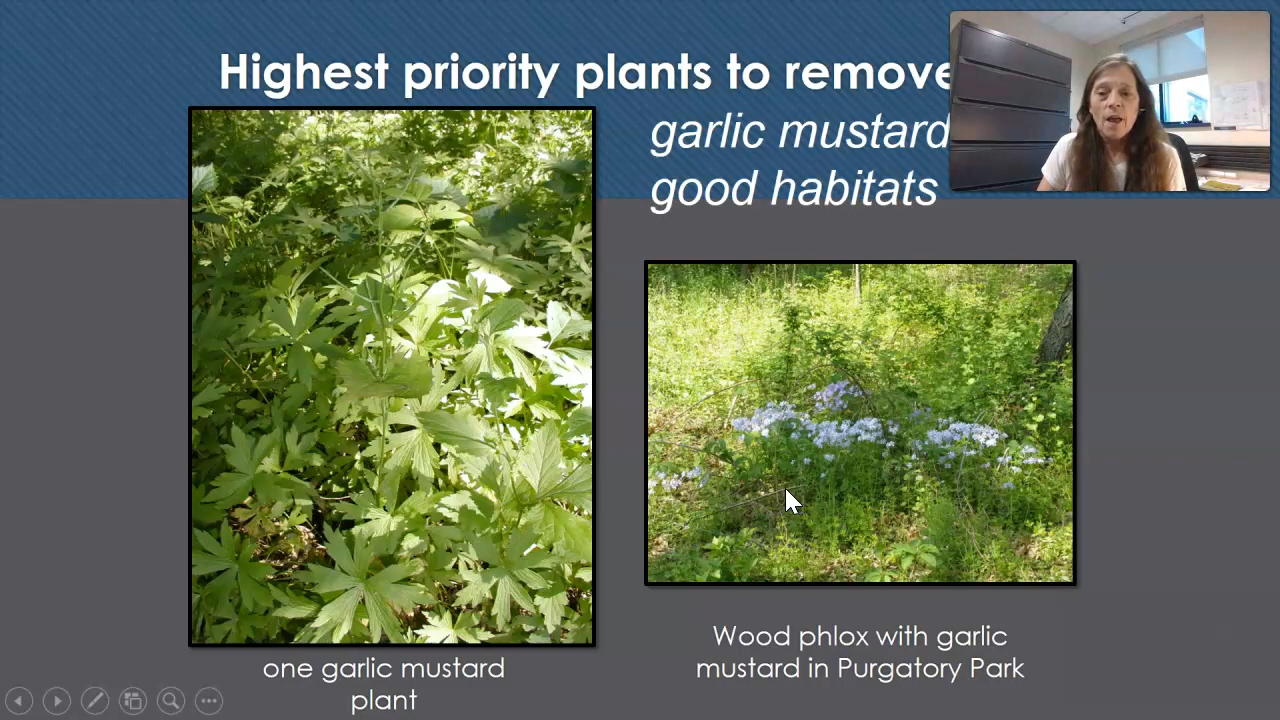 Highest priority plants to remove
garlic mustard
good habitats
one garlic mustard
plant
Wood phlox with garlic
mustard in Purgatory Park